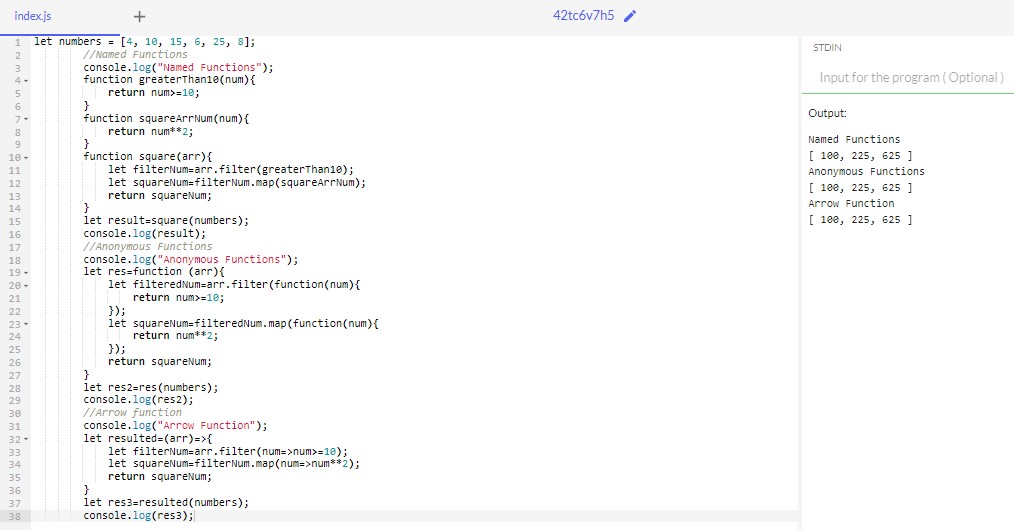 index.js +
42tc6v7h5
1 let numbers = [4, 10, 15, 6, 25, 8];
2 //Named Functions
3 console.log("Named Functions");
4 function greaterThan10(num){
5 return num>=10;
6 }
7 function squareArrNum(num){
8 return num**2;
9 }
10 function square(arr){
11 let filterNum=arr.filter(greaterThan10);
12 let squareNum=filterNum.map(squareArrNum);
13 return squareNum;
14 }
15 let result=square(numbers);
16 console.log(result);
17 //Anonymous Functions
18 console.log("Anonymous Functions");
19 let res=function (arr){
20 let filteredNum=arr.filter(function(num){
21 return num>=10;
22 });
23 let squareNum=filteredNum.map(function(num){
24 return num**2;
25 });
26 return squareNum;
27 }
28 let res2=res(numbers);
29 console.log(res2);
30 //Arrow function
31 console.log("Arrow Function");
32 let resulted=(arr)=>{
33 let filterNum=arr.filter(num=>num>=10);
34 let squareNum=filterNum.map(num=>num**2);
35 return squareNum;
36 }
37 let res3=resulted(numbers);
38 console.log(res3);
STDIN
Input for the program ( Optional )
Output:
Named Functions
[ 100, 225, 625 ]
Anonymous Functions
[ 100, 225, 625 ]
Arrow Function
[ 100, 225, 625 ]